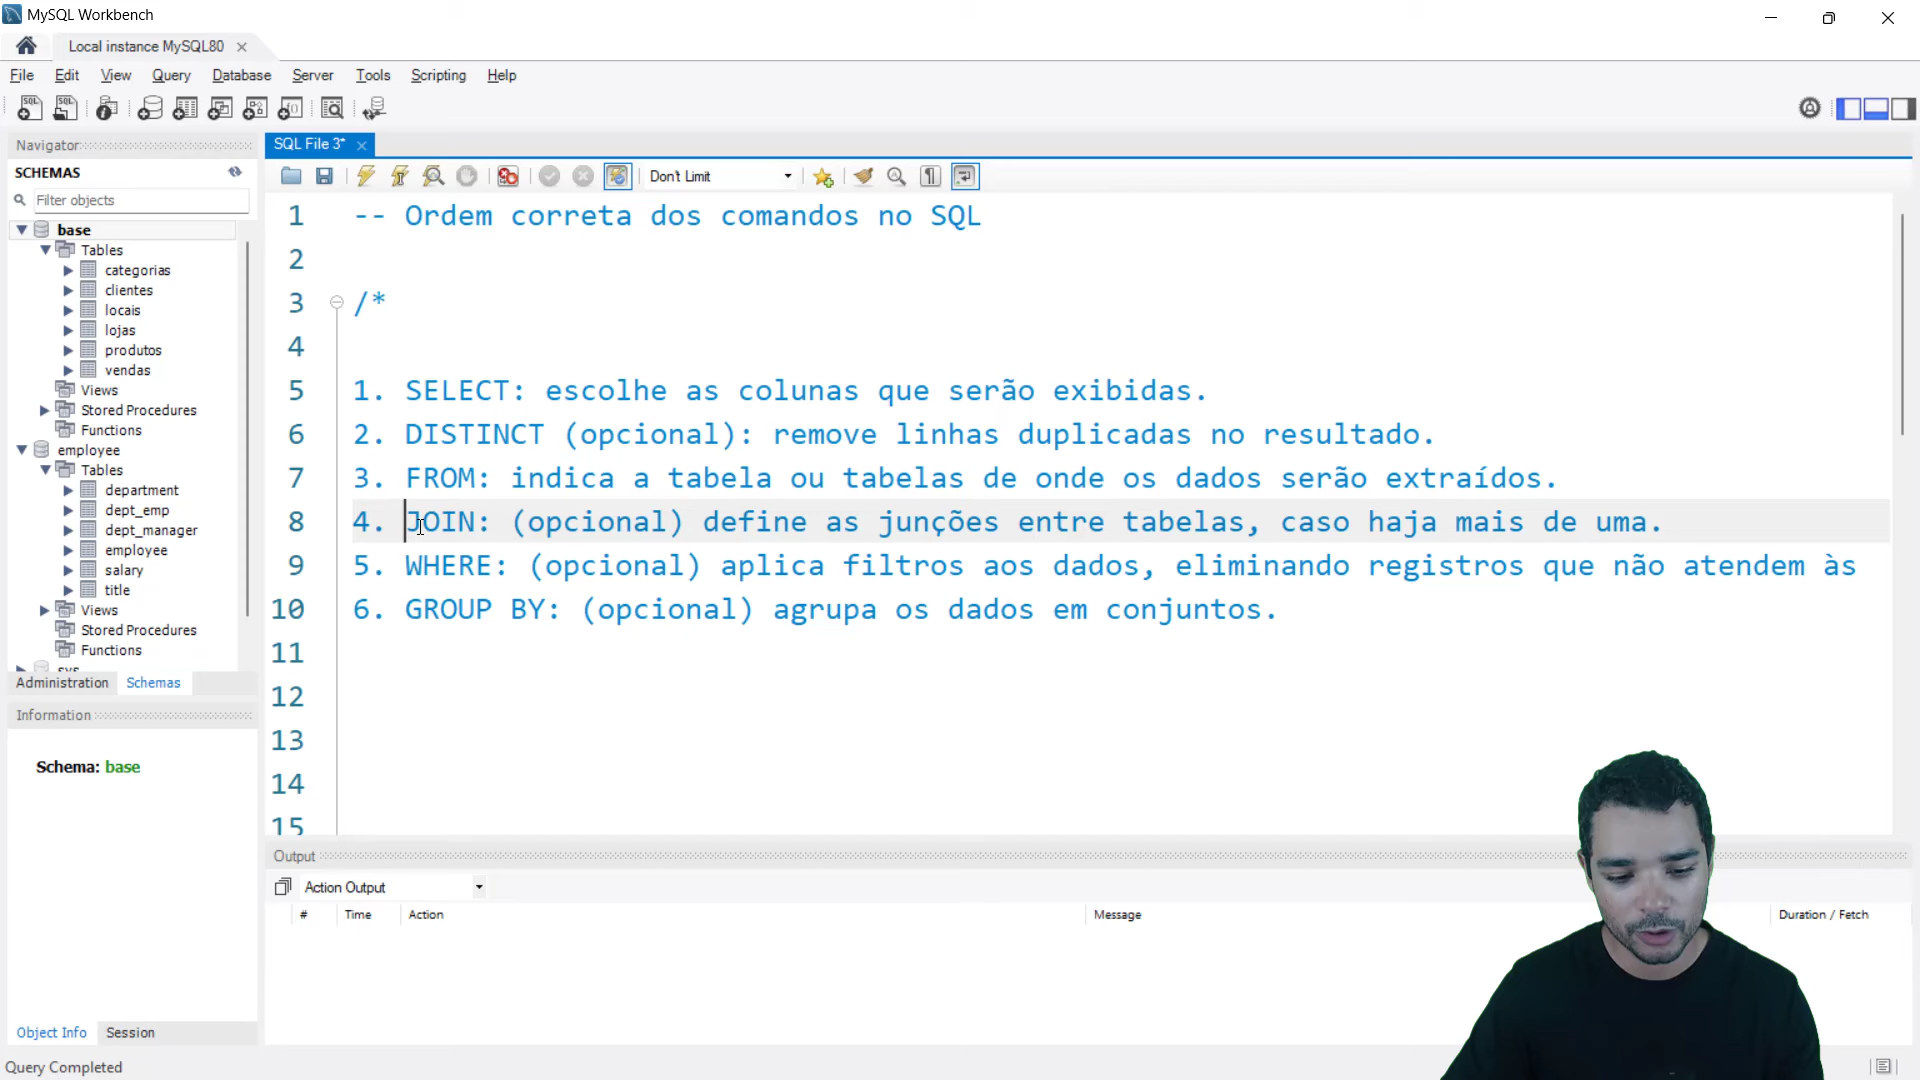 MySQL Workbench
Local instance MySQL80
File Edit View Query Database Server Tools Scripting Help
Navigator
SCHEMAS
Filter objects
base
Tables
categorias
clientes
locais
lojas
produtos
vendas
Views
Stored Procedures
Functions
employee
Tables
department
dept_emp
dept_manager
employee
salary
title
Views
Stored Procedures
Functions
sys
Administration Schemas
Information
Schema: base
Object Info Session
Query Completed
SQL File 3*
Don't Limit
1 -- Ordem correta dos comandos no SQL
2
3 /*
4
5 1. SELECT: escolhe as colunas que serão exibidas.
6 2. DISTINCT (opcional): remove linhas duplicadas no resultado.
7 3. FROM: indica a tabela ou tabelas de onde os dados serão extraídos.
8 4. JOIN: (opcional) define as junções entre tabelas, caso haja mais de uma.
9 5. WHERE: (opcional) aplica filtros aos dados, eliminando registros que não atendem às
10 6. GROUP BY: (opcional) agrupa os dados em conjuntos.
11
12
13
14
15
Output
Action Output
# Time Action Message Duration / Fetch